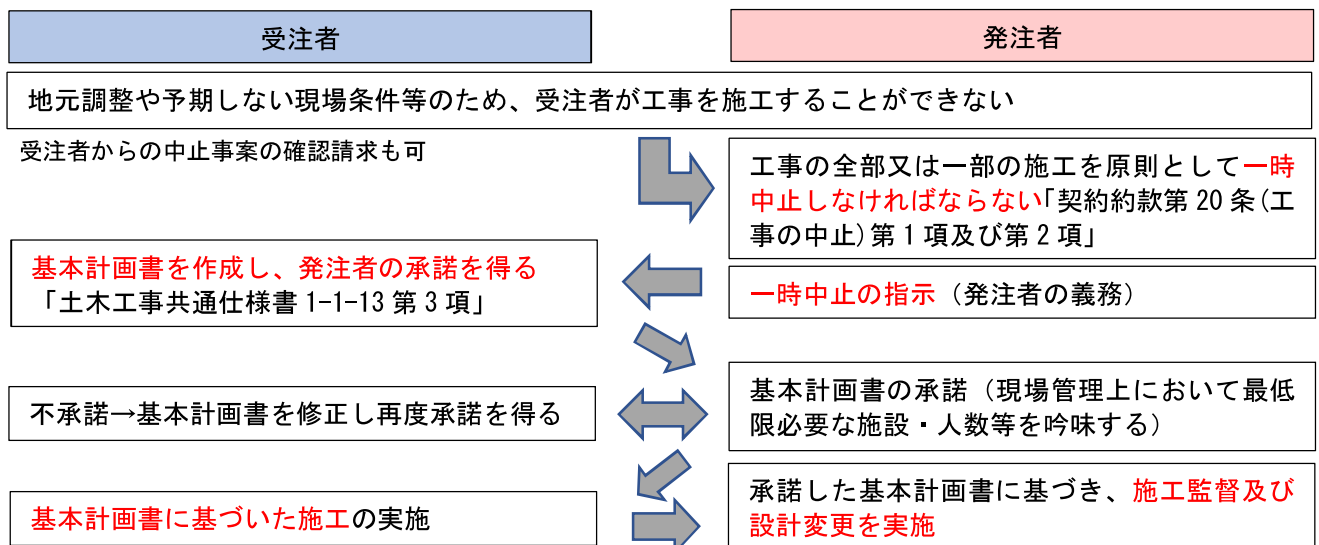 受注者
発注者
地元調整や予期しない現場条件等のため、受注者が工事を施工することができない
受注者からの中止事案の確認請求も可
工事の全部又は一部の施工を原則として一時
中止しなければならない「契約約款第20条(工
事の中止)第1項及び第2項」
基本計画書を作成し、発注者の承諾を得る
「土木工事共通仕様書1-1-13第3項」
一時中止の指示（発注者の義務）
不承諾→基本計画書を修正し再度承諾を得る
基本計画書の承諾（現場管理上において最低
限必要な施設・人数等を吟味する）
基本計画書に基づいた施工の実施
承諾した基本計画書に基づき、施工監督及び
設計変更を実施